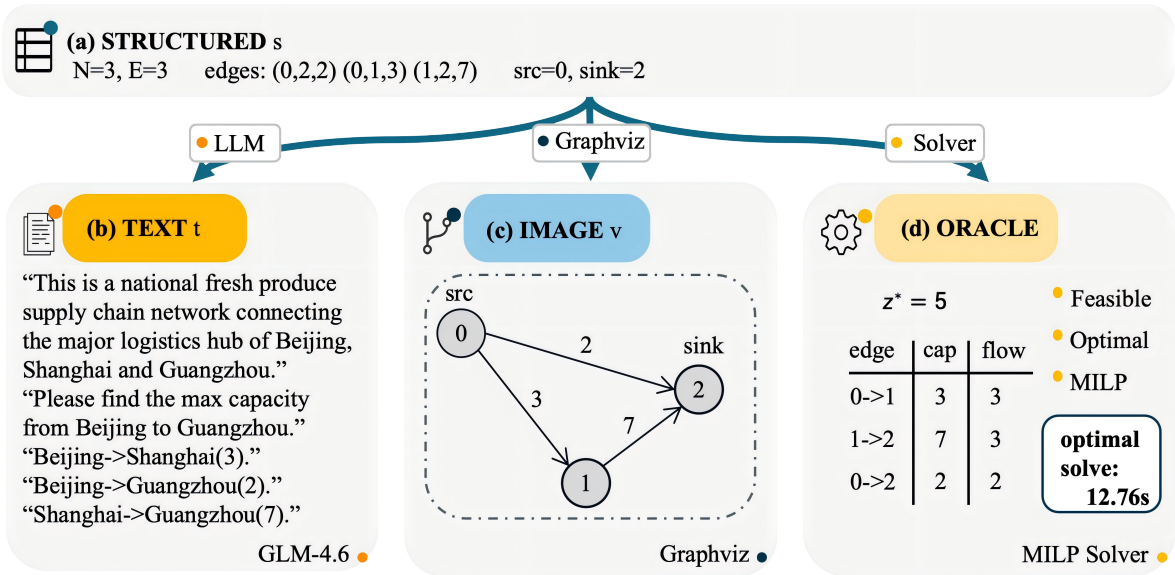 (a) STRUCTURED s
N=3, E=3 edges: (0,2,2) (0,1,3) (1,2,7) src=0, sink=2
LLM
Graphviz
Solver
(b) TEXT t
“This is a national fresh produce
supply chain network connecting
the major logistics hub of Beijing,
Shanghai and Guangzhou.”
“Please find the max capacity
from Beijing to Guangzhou.”
“Beijing->Shanghai(3).”
“Beijing->Guangzhou(2).”
“Shanghai->Guangzhou(7).”
GLM-4.6
(c) IMAGE v
src
0
2
sink
2
3
7
1
Graphviz
(d) ORACLE
z* = 5
edge cap flow
0->1 3 3
1->2 7 3
0->2 2 2
Feasible
Optimal
MILP
optimal
solve:
12.76s
MILP Solver